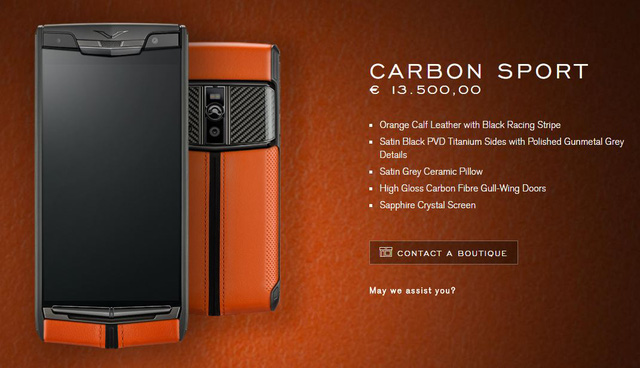 CARBON SPORT
€ 13.500,00
Orange Calf Leather with Black Racing Stripe
Satin Black PVD Titanium Sides with Polished Gunmetal Grey
Details
Satin Grey Ceramic Pillow
High Gloss Carbon Fibre Gull-Wing Doors
Sapphire Crystal Screen
CONTACT A BOUTIQUE
May we assist you?